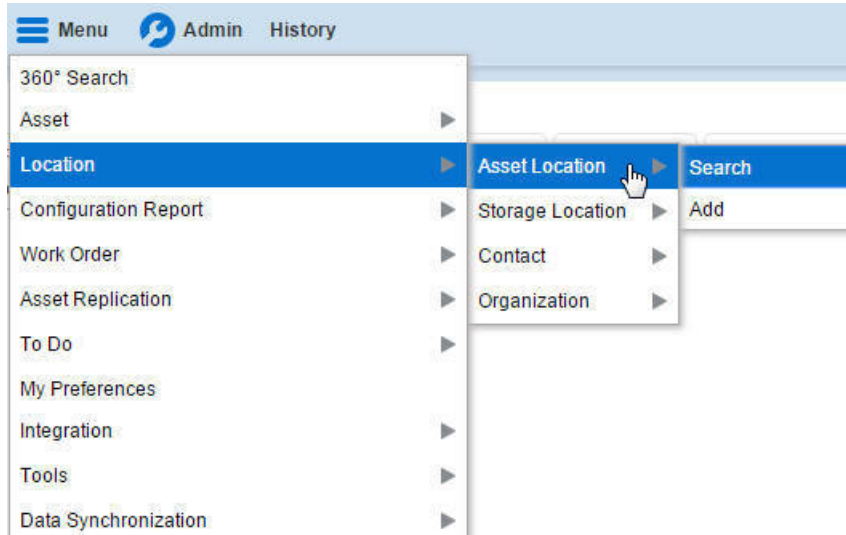 Menu Admin History
360° Search
Asset
Location
Configuration Report
Work Order
Asset Replication
To Do
My Preferences
Integration
Tools
Data Synchronization
Asset Location
Storage Location
Contact
Organization
Search
Add